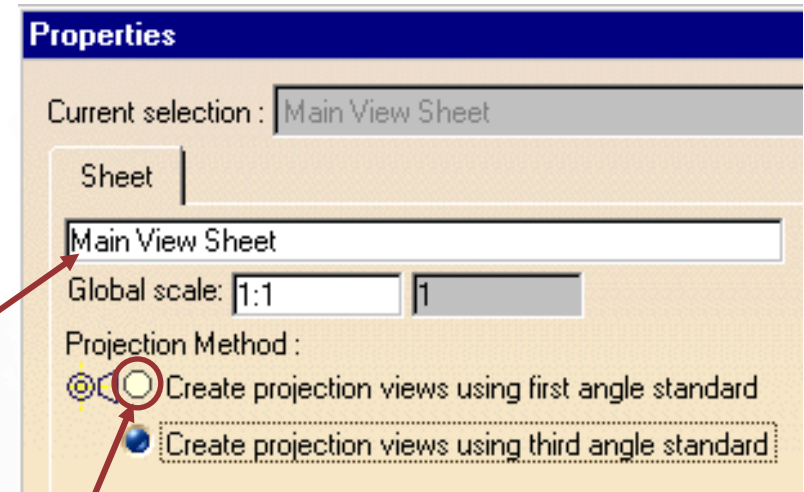 Properties
Current selection : Main View Sheet
Sheet
Main View Sheet
Global scale: 1:1 1
Projection Method :
Create projection views using first angle standard
Create projection views using third angle standard